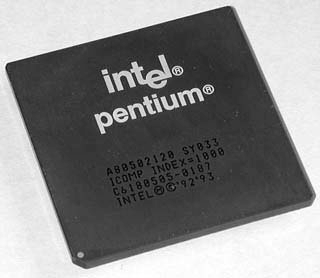 intel®
pentium®
A80502120 SY033
ICOMP INDEX=1000
C6180505-0187
INTEL Ⓜ © '92 '93